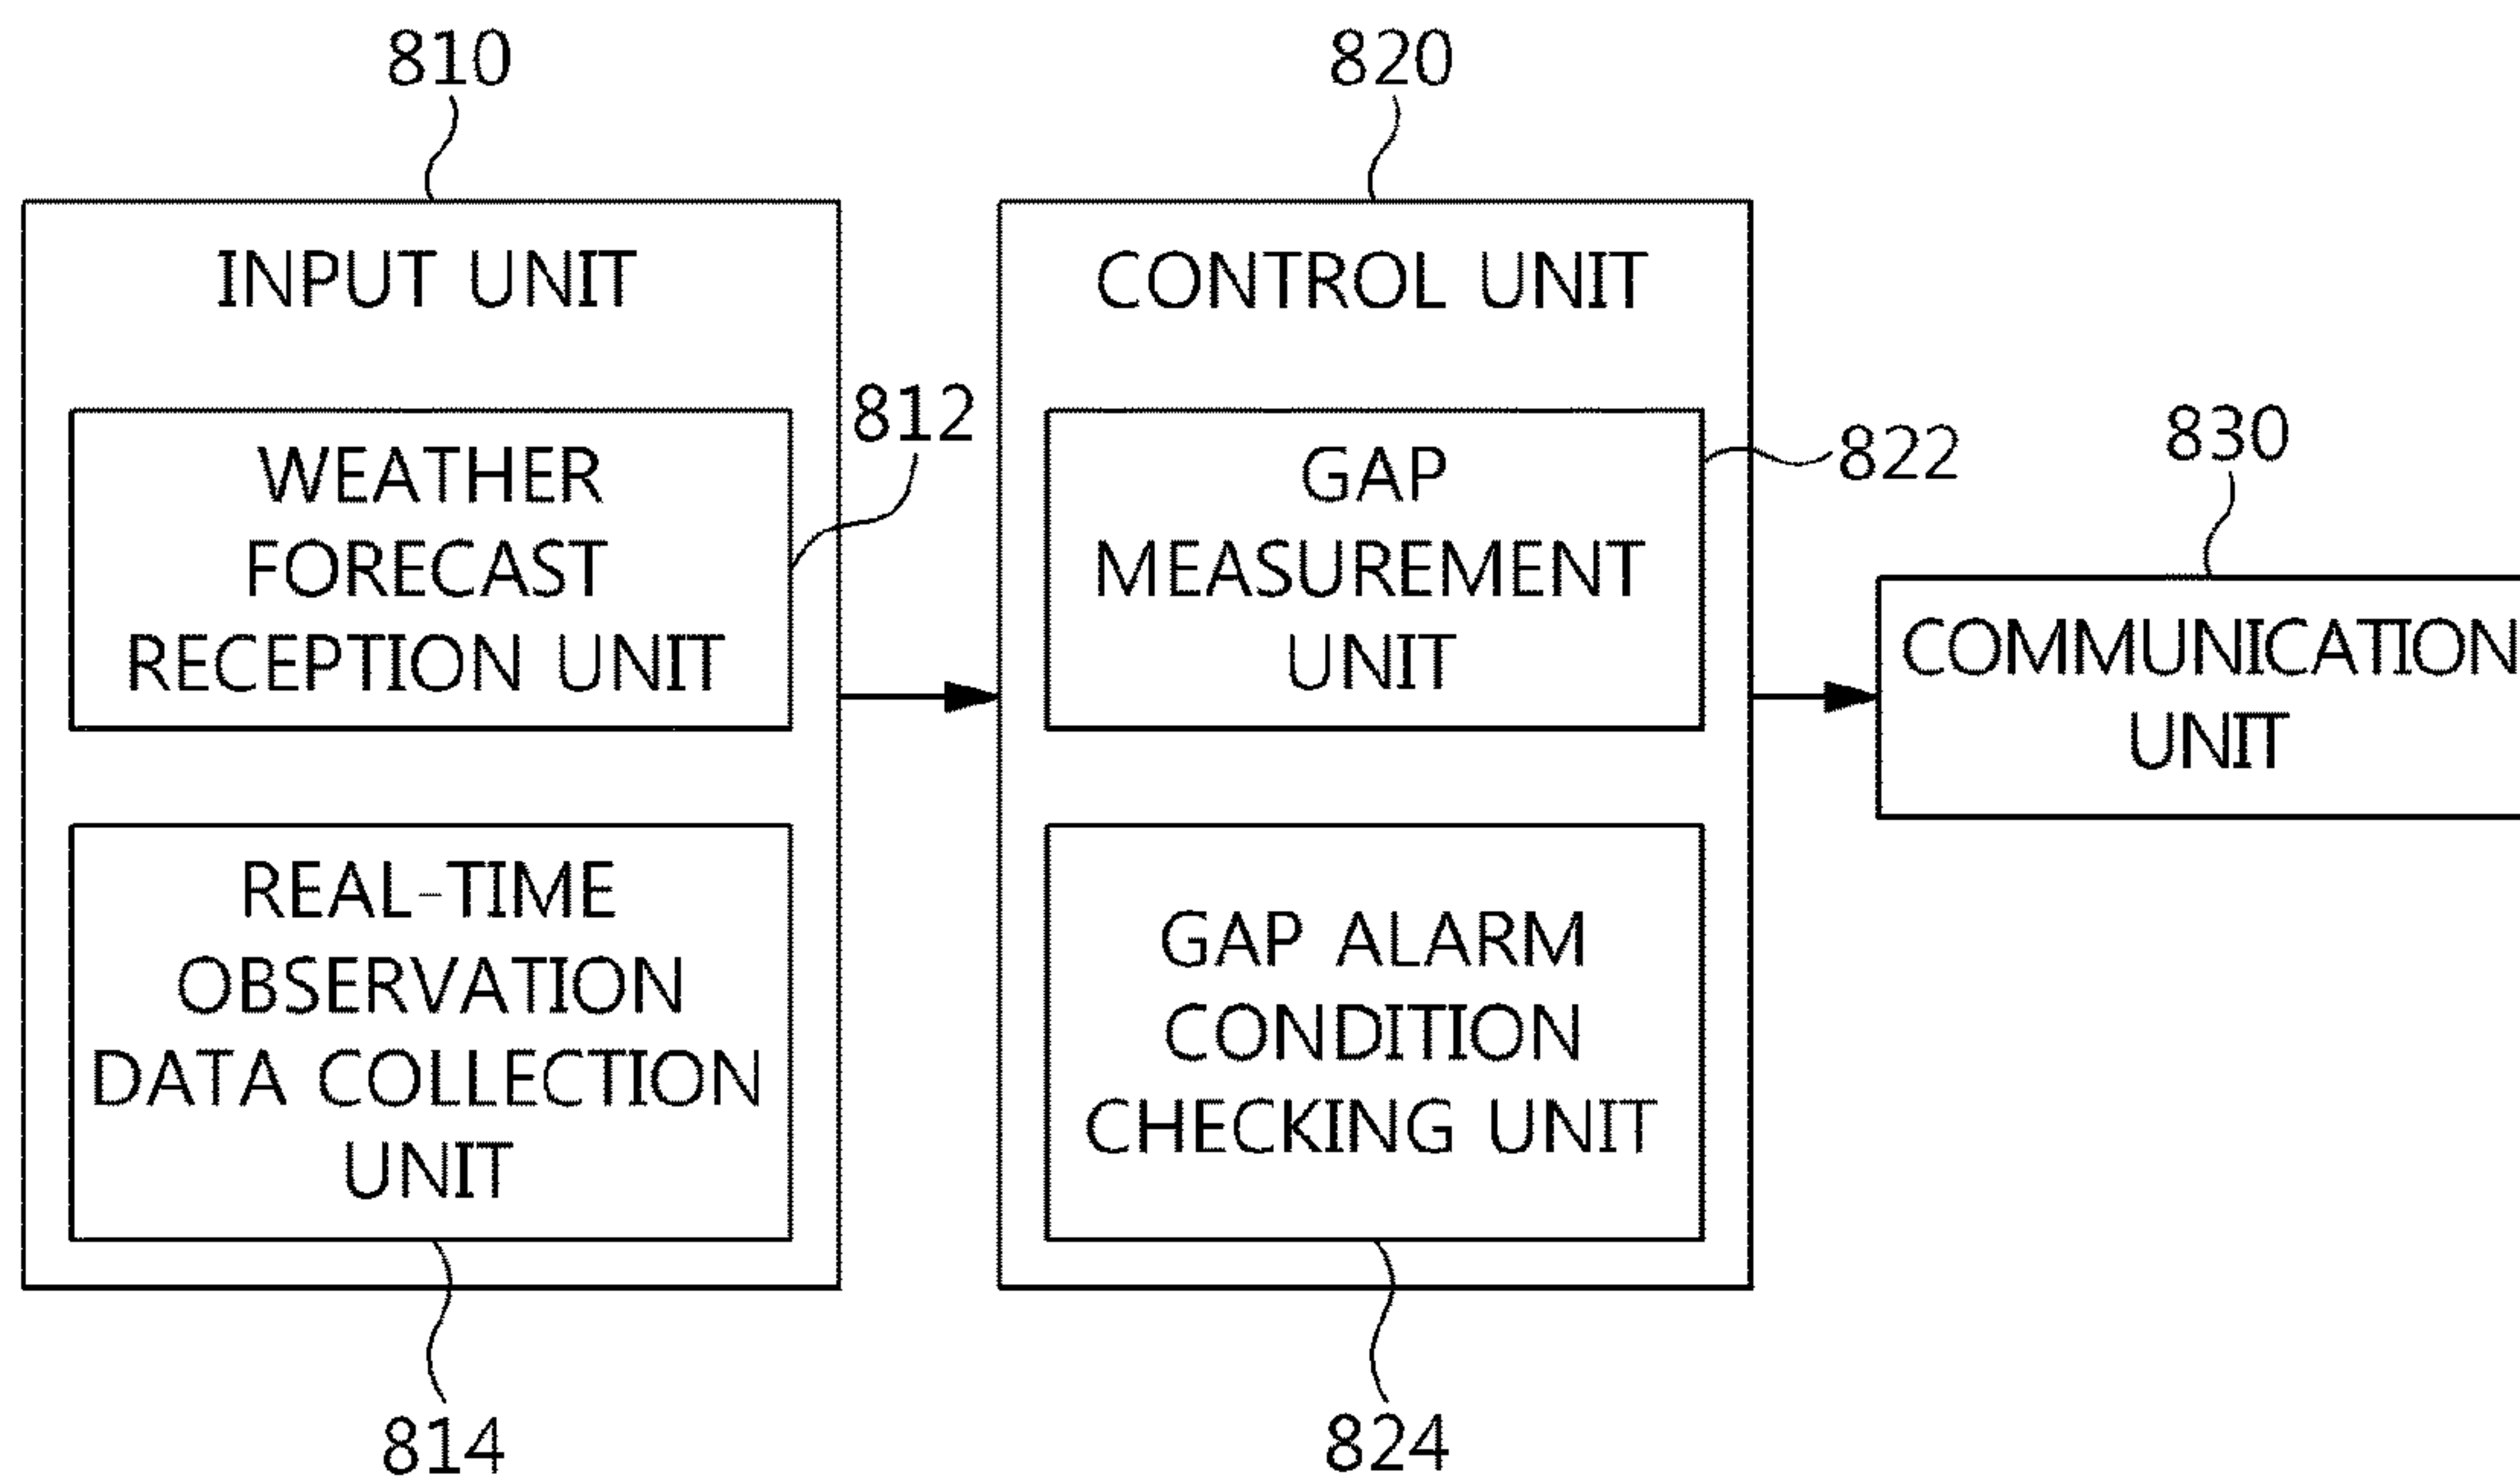 810
INPUT UNIT
812
WEATHER
FORECAST
RECEPTION UNIT
REAL-TIME
OBSERVATION
DATA COLLECTION
UNIT
814
820
CONTROL UNIT
822
GAP
MEASUREMENT
UNIT
GAP ALARM
CONDITION
CHECKING UNIT
824
830
COMMUNICATION
UNIT